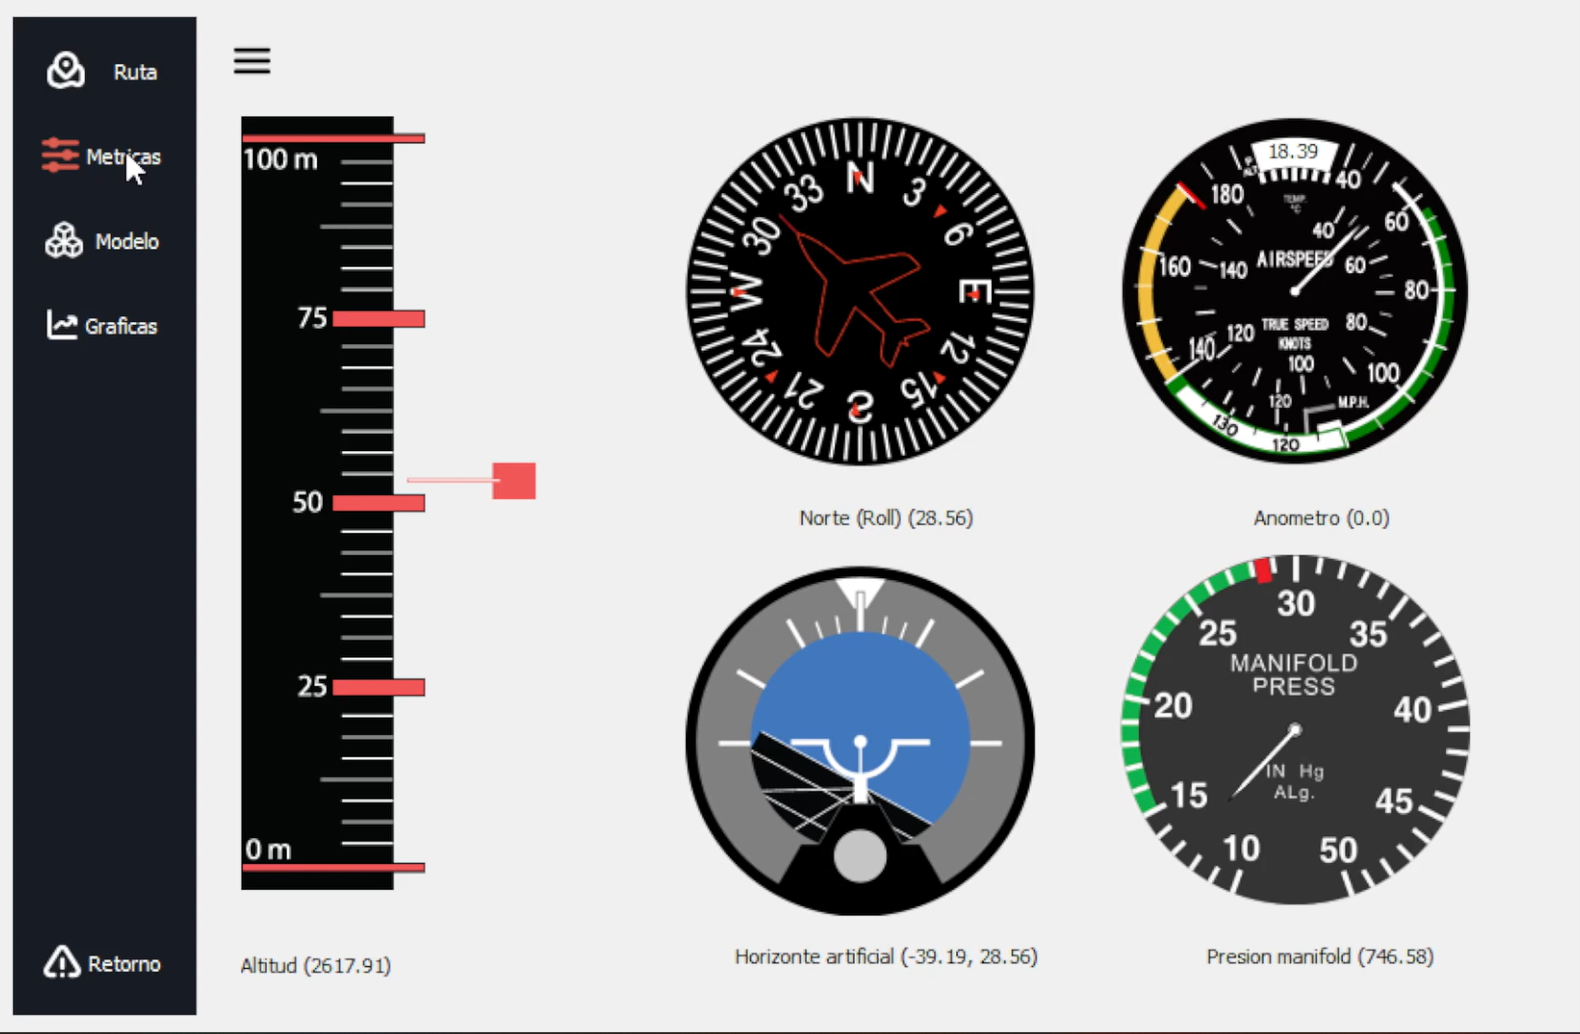 Ruta
Metricas
Modelo
Graficas
Retorno
100 m
75
50
25
0 m
Altitud (2617.91)
N
3
6
E
12
15
S
21
24
W
30
33
Norte (Roll) (28.56)
18.39
P
ALT
TEMP.
°C
40
60
80
100
120
130
140
160
180
40
60
80
100
120
120
140
AIRSPEED
TRUE SPEED
KNOTS
M.P.H.
Anometro (0.0)
Horizonte artificial (-39.19, 28.56)
10
15
20
25
30
35
40
45
50
MANIFOLD
PRESS
IN Hg
ALg.
Presion manifold (746.58)